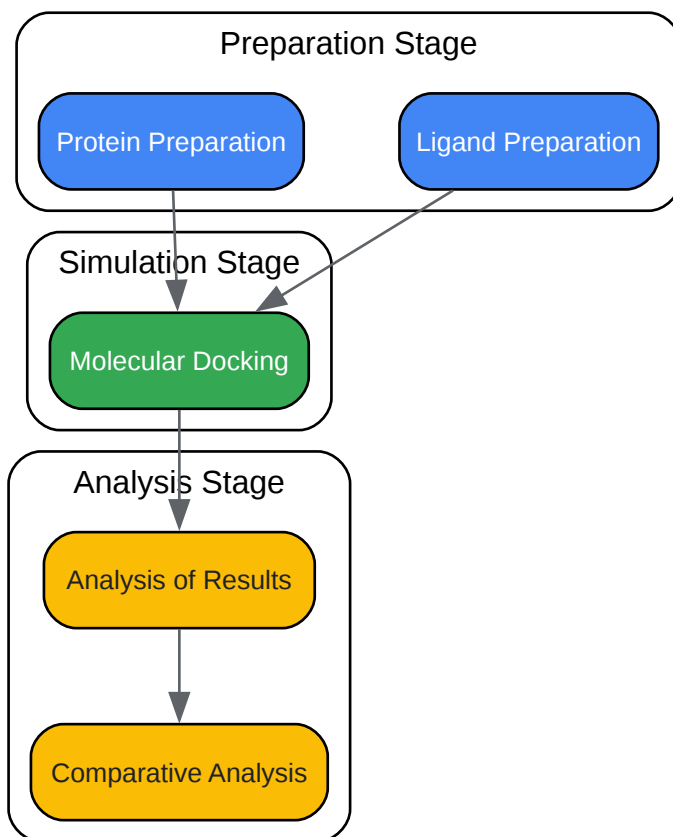 Preparation Stage
Protein Preparation
Ligand Preparation
Simulation Stage
Molecular Docking
Analysis Stage
Analysis of Results
Comparative Analysis